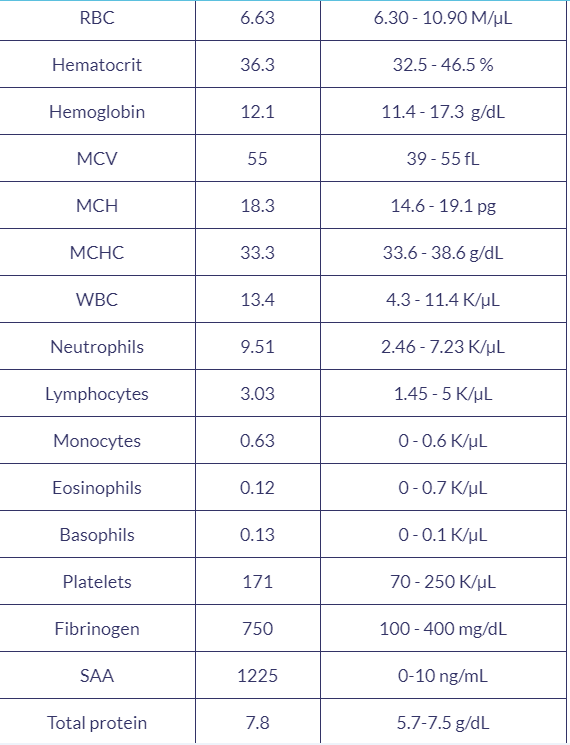 RBC 6.63 6.30 - 10.90 M/µL
Hematocrit 36.3 32.5 - 46.5 %
Hemoglobin 12.1 11.4 - 17.3 g/dL
MCV 55 39 - 55 fL
MCH 18.3 14.6 - 19.1 pg
MCHC 33.3 33.6 - 38.6 g/dL
WBC 13.4 4.3 - 11.4 K/µL
Neutrophils 9.51 2.46 - 7.23 K/µL
Lymphocytes 3.03 1.45 - 5 K/µL
Monocytes 0.63 0 - 0.6 K/µL
Eosinophils 0.12 0 - 0.7 K/µL
Basophils 0.13 0 - 0.1 K/µL
Platelets 171 70 - 250 K/µL
Fibrinogen 750 100 - 400 mg/dL
SAA 1225 0-10 ng/mL
Total protein 7.8 5.7-7.5 g/dL